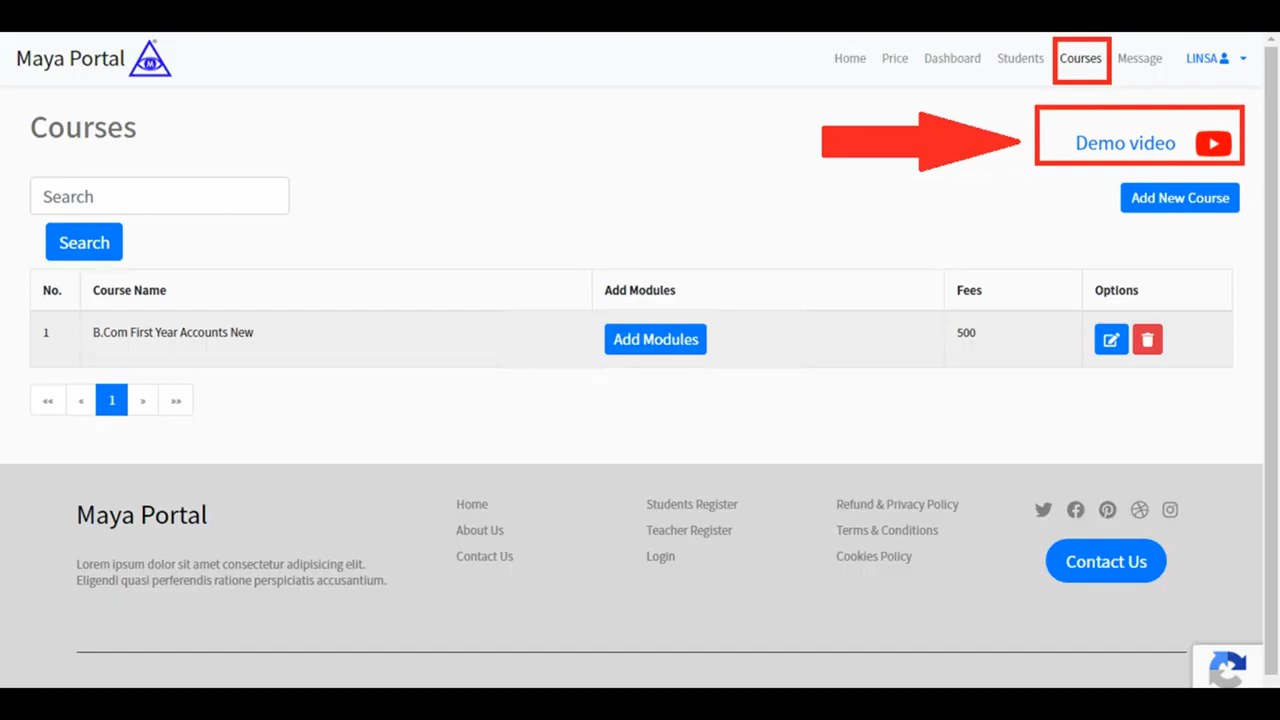 Maya Portal
Home Price Dashboard Students Courses Message LINSA
Courses
Demo video
Search
Add New Course
Search
No. Course Name Add Modules Fees Options
1 B.Com First Year Accounts New Add Modules 500
«« « 1 » »»
Maya Portal
Lorem ipsum dolor sit amet consectetur adipisicing elit.
Eligendi quasi perferendis ratione perspiciatis accusantium.
Home
About Us
Contact Us
Students Register
Teacher Register
Login
Refund & Privacy Policy
Terms & Conditions
Cookies Policy
Contact Us